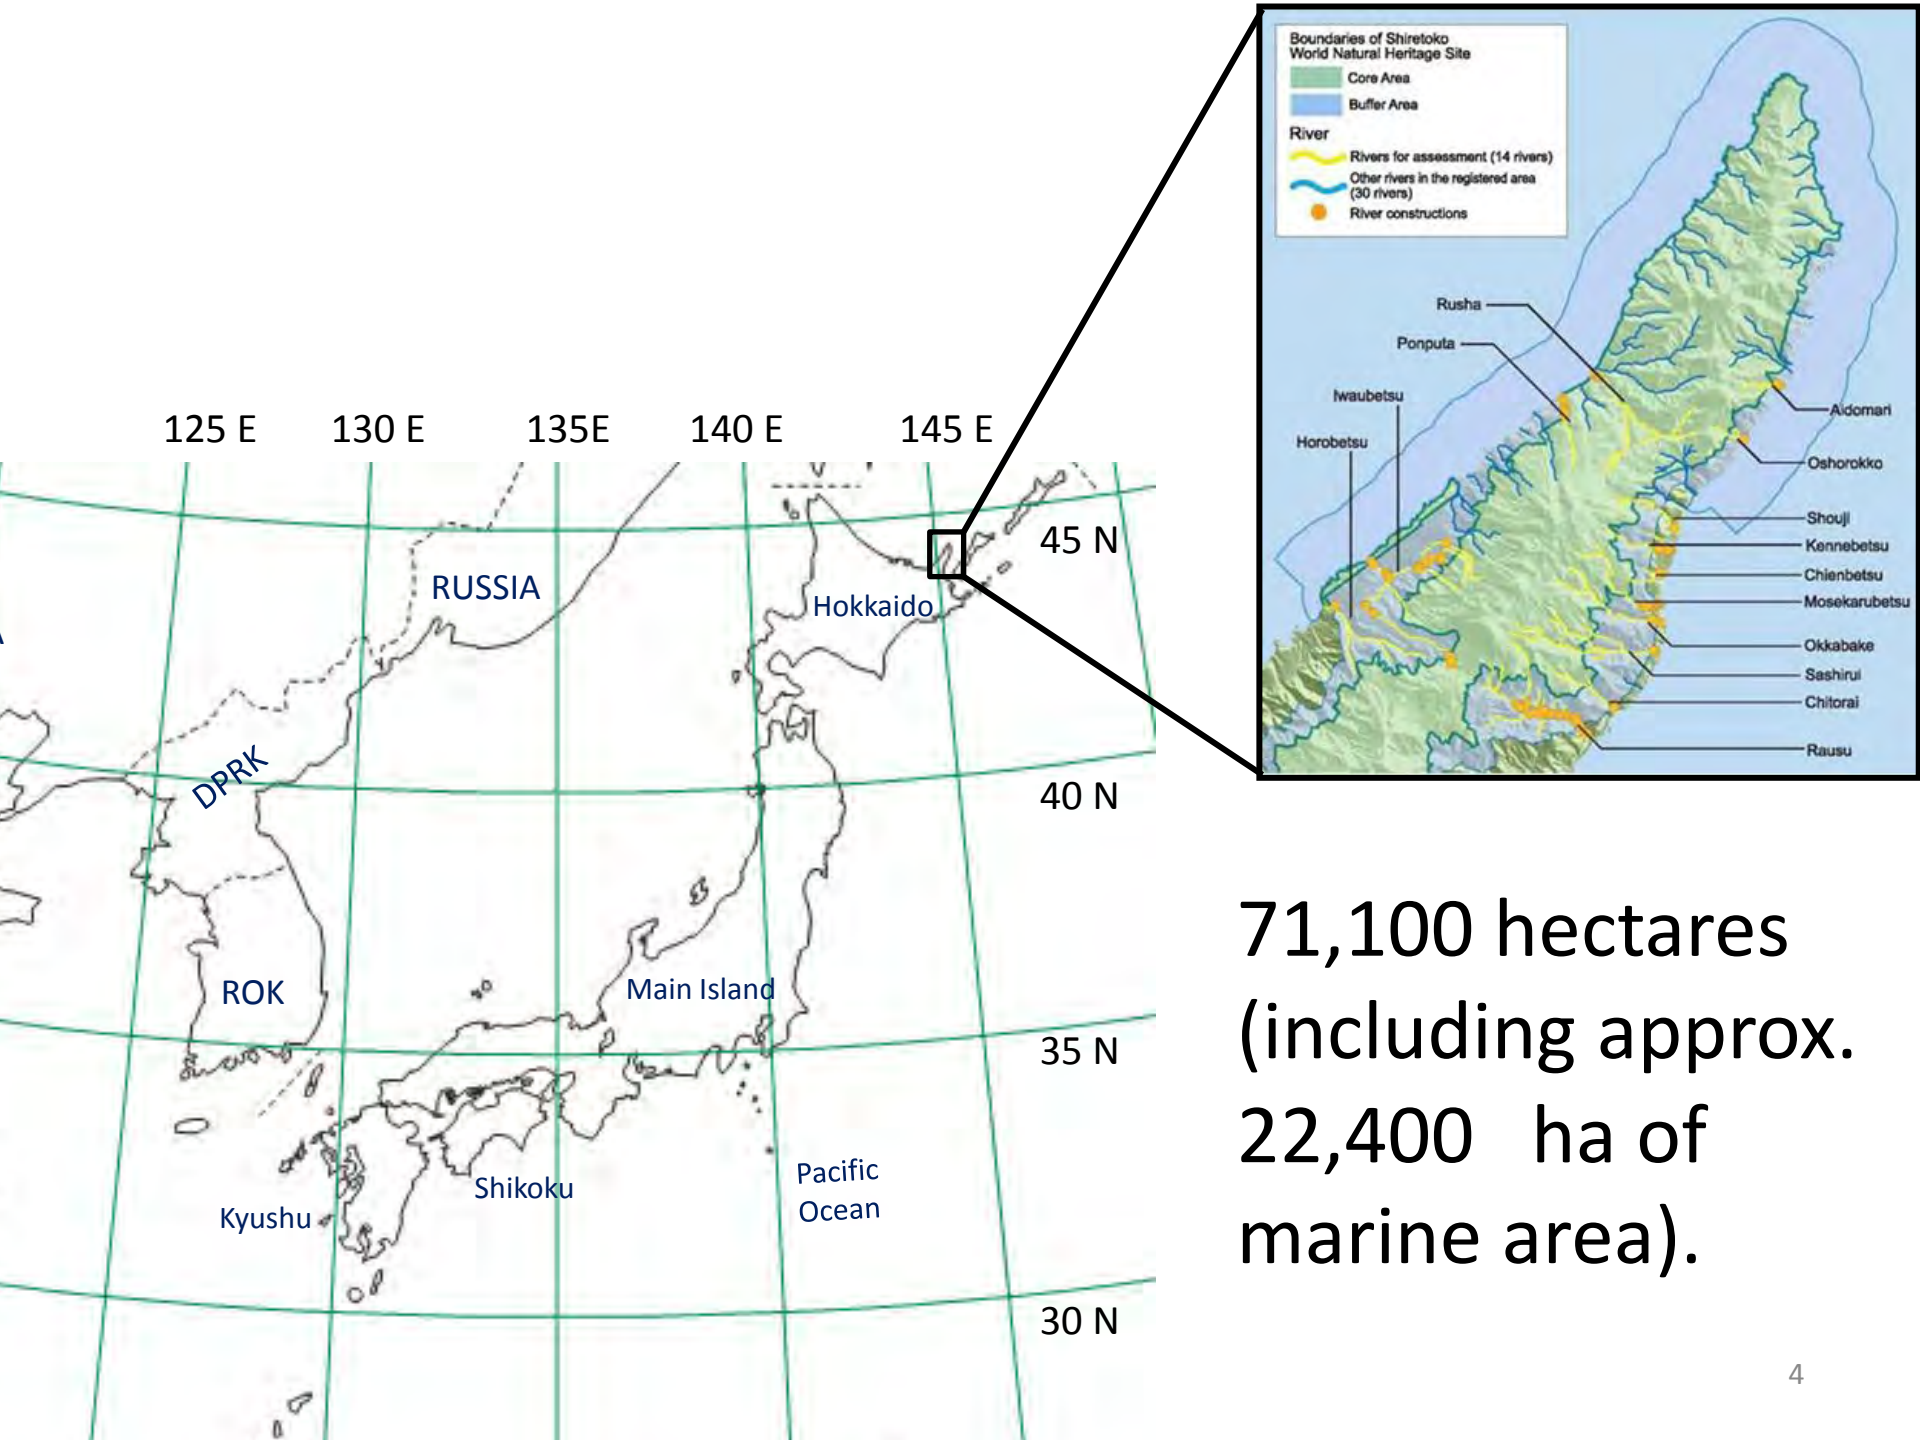 Boundaries of Shiretoko
World Natural Heritage Site
Core Area
Buffer Area
River
Rivers for assessment (14 rivers)
Other rivers in the registered area
(30 rivers)
River constructions
Rusha
Ponputa
Iwaubetsu
Horobetsu
Aidomari
Oshorokko
Shouji
Kennebetsu
Chienbetsu
Mosekarubetsu
Okkabake
Sashirui
Chitorai
Rausu
125 E 130 E 135E 140 E 145 E
45 N
RUSSIA
Hokkaido
DPRK
40 N
ROK
Main Island
35 N
Shikoku
Kyushu
Pacific
Ocean
30 N
71,100 hectares
(including approx.
22,400 ha of
marine area).
4